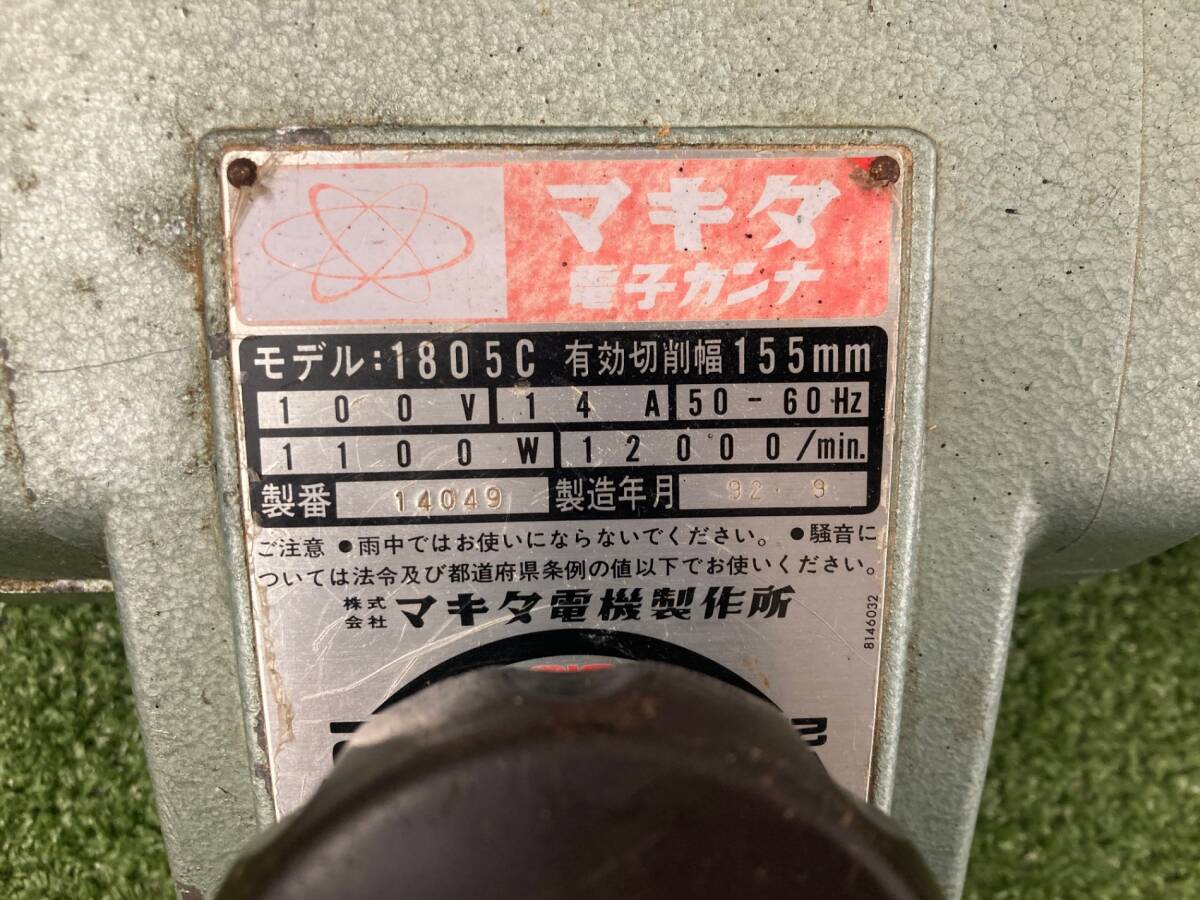 マキタ
電子カンナ
モデル:1805C 有効切削幅 155mm
100V 14A 50-60Hz
1100W 12000/min.
製番 14049 製造年月 92.9
ご注意 ●雨中ではお使いにならないでください。 ●騒音に
ついては法令及び都道府県条例の値以下でお使いください。
株式会社 マキタ電機製作所
8146032